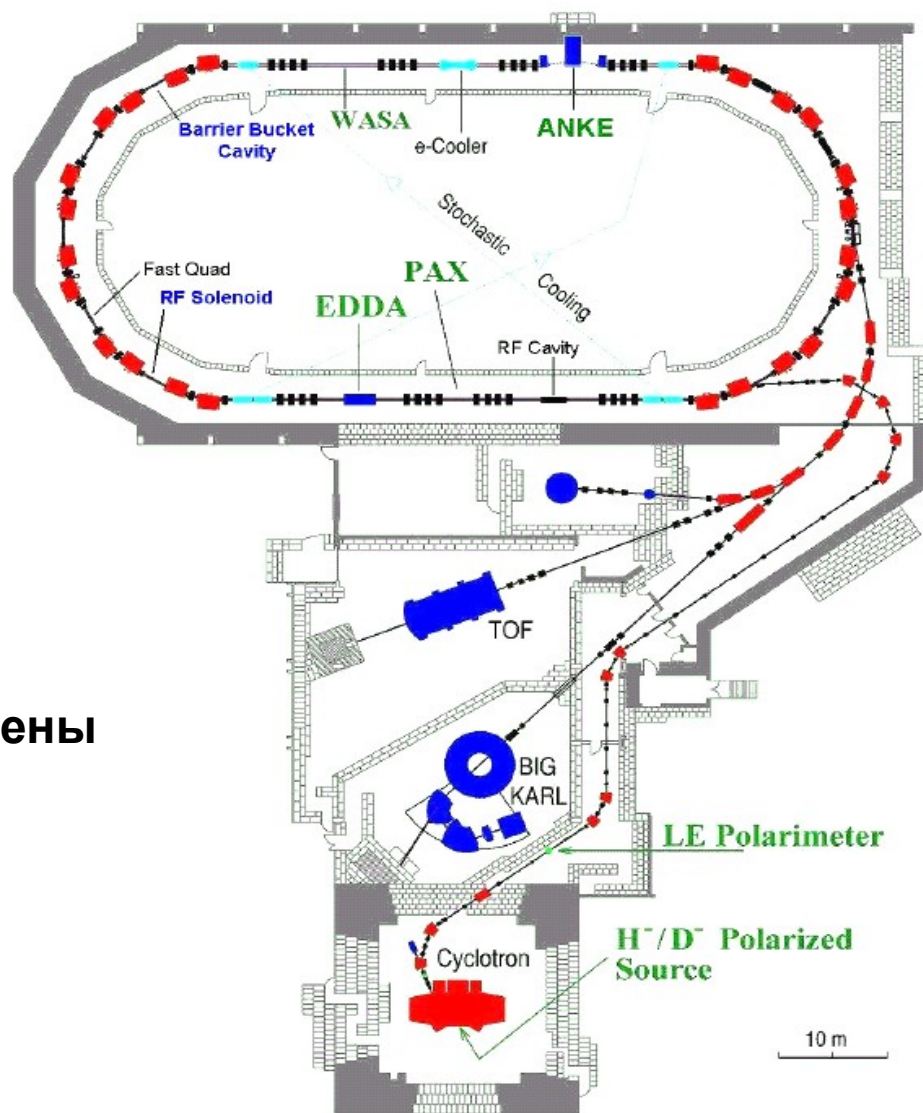 WASA
e-Cooler
ANKE
Barrier Bucket
Cavity
Stochastic
Cooling
Fast Quad
RF Solenoid
PAX
EDDA
RF Cavity
TOF
ены
BIG
KARL
LE Polarimeter
H⁻/D⁻ Polarized
Source
Cyclotron
10 m